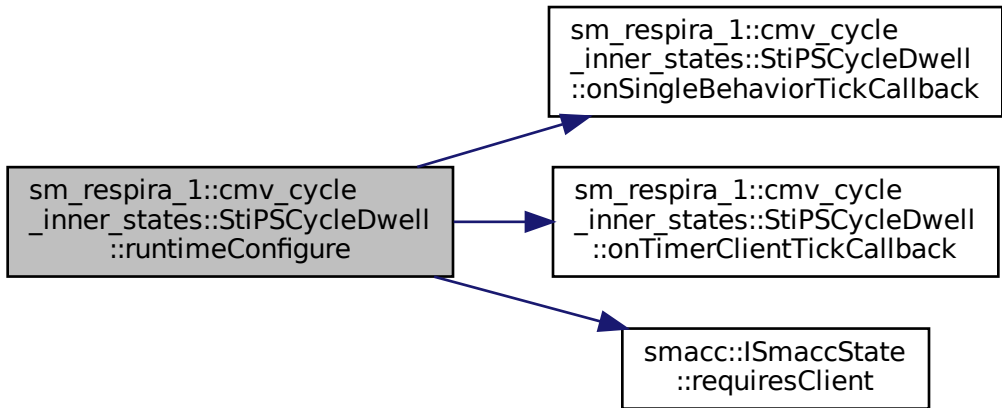 sm_respira_1::cmv_cycle
_inner_states::StiPSCycleDwell
::runtimeConfigure
sm_respira_1::cmv_cycle
_inner_states::StiPSCycleDwell
::onSingleBehaviorTickCallback
sm_respira_1::cmv_cycle
_inner_states::StiPSCycleDwell
::onTimerClientTickCallback
smacc::ISmaccState
::requiresClient